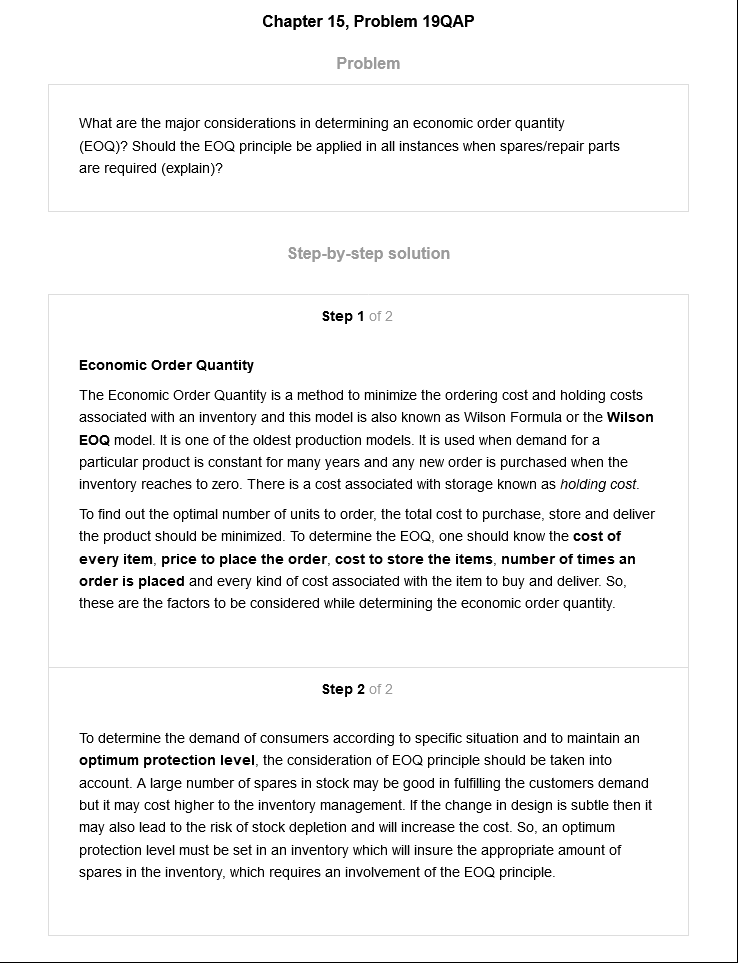 Chapter 15, Problem 19QAP
Problem
What are the major considerations in determining an economic order quantity
(EOQ)? Should the EOQ principle be applied in all instances when spares/repair parts
are required (explain)?
Step-by-step solution
Step 1 of 2
Economic Order Quantity
The Economic Order Quantity is a method to minimize the ordering cost and holding costs
associated with an inventory and this model is also known as Wilson Formula or the Wilson
EOQ model. It is one of the oldest production models. It is used when demand for a
particular product is constant for many years and any new order is purchased when the
inventory reaches to zero. There is a cost associated with storage known as holding cost.
To find out the optimal number of units to order, the total cost to purchase, store and deliver
the product should be minimized. To determine the EOQ, one should know the cost of
every item, price to place the order, cost to store the items, number of times an
order is placed and every kind of cost associated with the item to buy and deliver. So,
these are the factors to be considered while determining the economic order quantity.
Step 2 of 2
To determine the demand of consumers according to specific situation and to maintain an
optimum protection level, the consideration of EOQ principle should be taken into
account. A large number of spares in stock may be good in fulfilling the customers demand
but it may cost higher to the inventory management. If the change in design is subtle then it
may also lead to the risk of stock depletion and will increase the cost. So, an optimum
protection level must be set in an inventory which will insure the appropriate amount of
spares in the inventory, which requires an involvement of the EOQ principle.